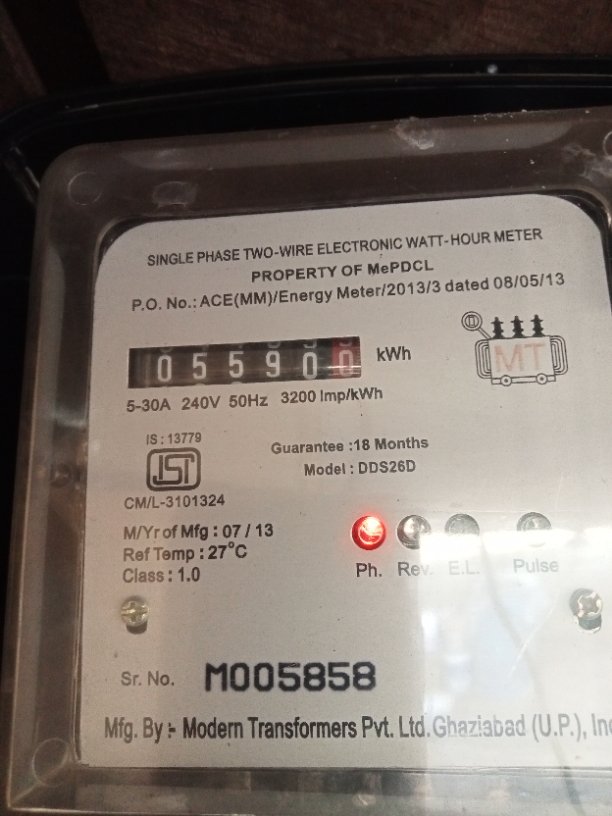 SINGLE PHASE TWO-WIRE ELECTRONIC WATT-HOUR METER
PROPERTY OF MePDCL
P.O. No.: ACE(MM)/Energy Meter/2013/3 dated 08/05/13
055900 kWh
MT
5-30A 240V 50Hz 3200 Imp/kWh
IS : 13779
ISI
CM/L-3101324
Guarantee :18 Months
Model : DDS26D
M/Yr of Mfg : 07 / 13
Ref Temp : 27°C
Class : 1.0
Ph. Rev. E.L. Pulse
Sr. No. M005858
Mfg. By :- Modern Transformers Pvt. Ltd. Ghaziabad (U.P.), Inc